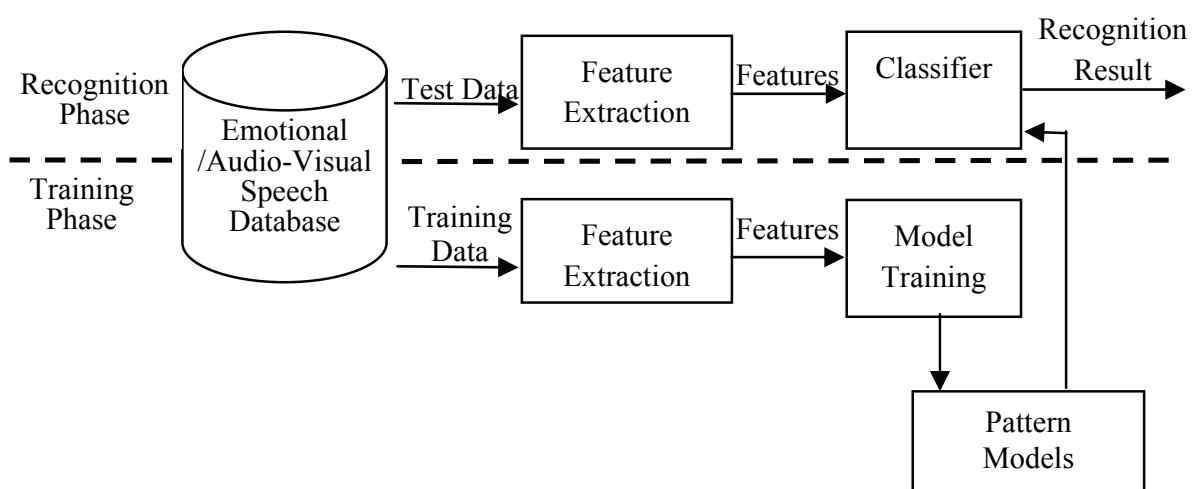 Recognition
Phase
Training
Phase
Emotional
/Audio-Visual
Speech
Database
Test Data
Feature
Extraction
Features
Classifier
Recognition
Result
Training
Data
Feature
Extraction
Features
Model
Training
Pattern
Models